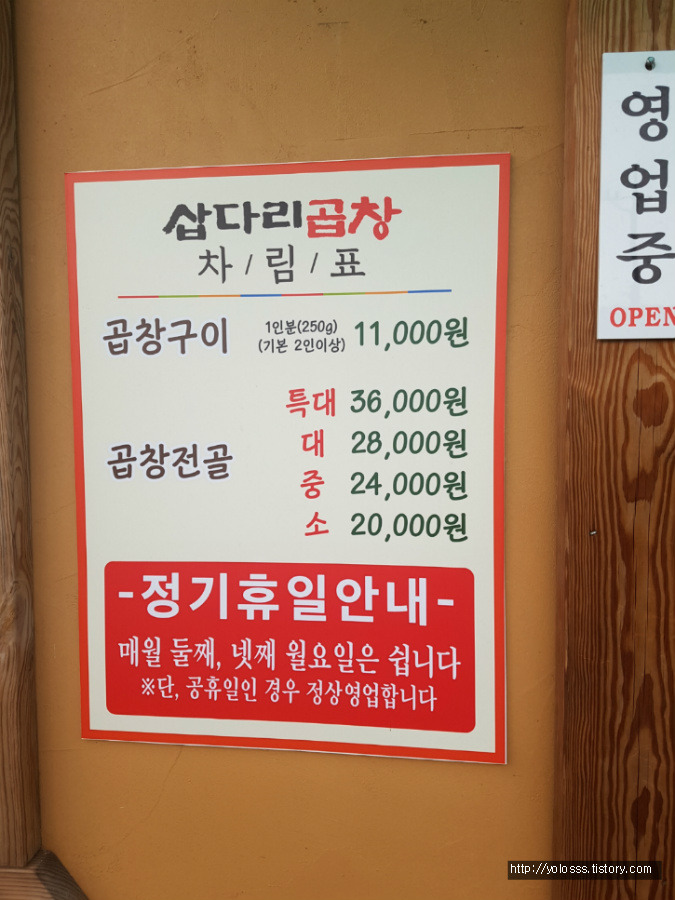 삽다리곱창
차/림/표
곱창구이 1인분(250g) (기본 2인이상) 11,000원
특대 36,000원
대 28,000원
곱창전골
중 24,000원
소 20,000원
-정기휴일안내-
매월 둘째, 넷째 월요일은 쉽니다
※단, 공휴일인 경우 정상영업합니다
영업중
OPEN
http://yolosss.tistory.com